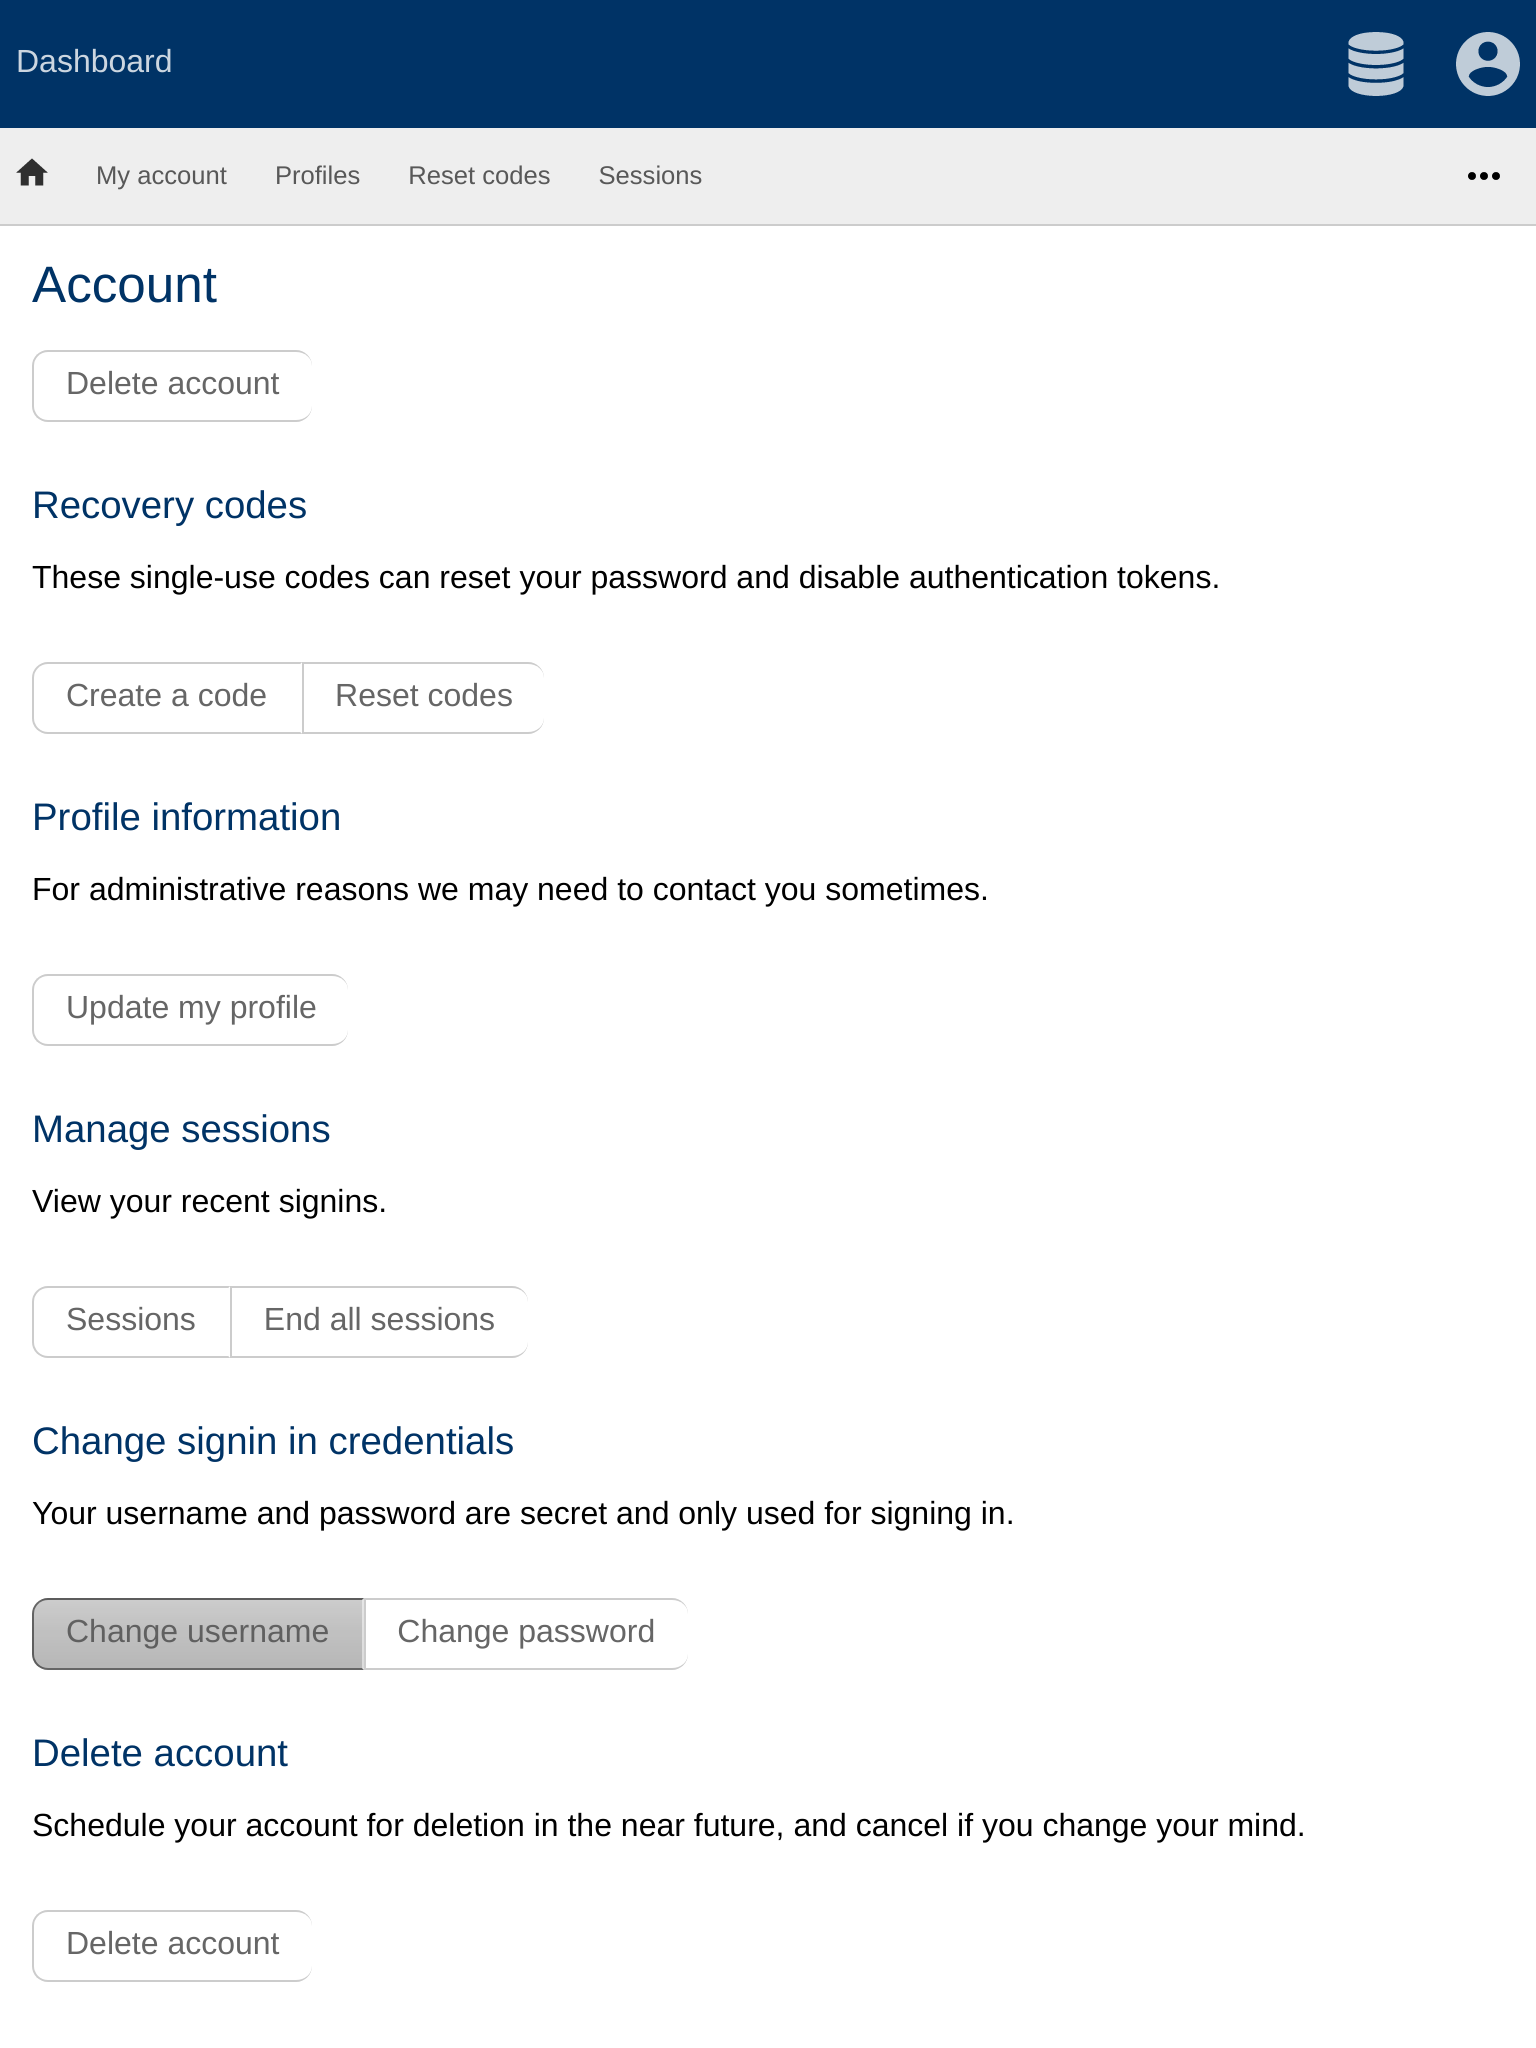 Dashboard
My account Profiles Reset codes Sessions
Account
Delete account
Recovery codes
These single-use codes can reset your password and disable authentication tokens.
Create a code Reset codes
Profile information
For administrative reasons we may need to contact you sometimes.
Update my profile
Manage sessions
View your recent signins.
Sessions End all sessions
Change signin in credentials
Your username and password are secret and only used for signing in.
Change username Change password
Delete account
Schedule your account for deletion in the near future, and cancel if you change your mind.
Delete account